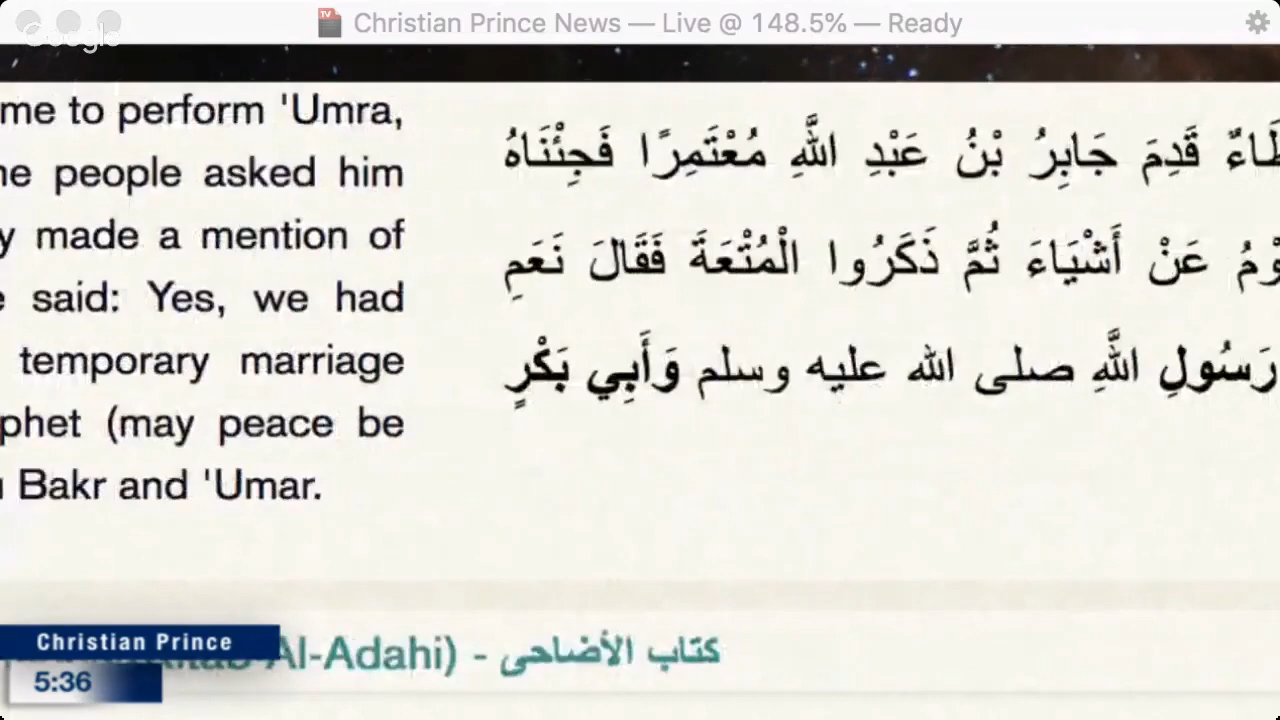 Christian Prince News — Live @ 148.5% — Ready
Google
me to perform 'Umra,
people asked him
made a mention of
said: Yes, we had
temporary marriage
(may peace be
Bakr and 'Umar.
قَدِمَ جَابِرُ بْنُ عَبْدِ اللَّهِ مُعْتَمِرًا فَجِئْنَاهُ
عَنْ أَشْيَاءَ ثُمَّ ذَكَرُوا الْمُتْعَةَ فَقَالَ نَعَمِ
رَسُولِ اللَّهِ صلى الله عليه وسلم وَأَبِي بَكْرٍ
Al-Adahi) - كتاب الأضاحى
Christian Prince
5:36